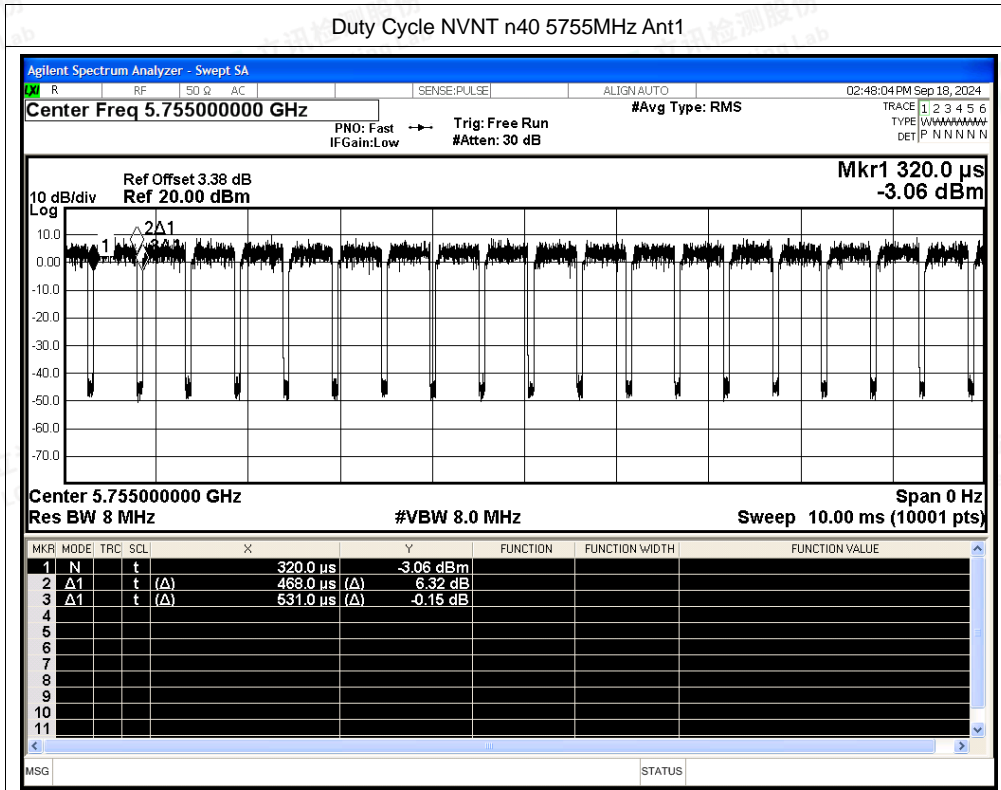 Duty Cycle NVNT n40 5755MHz Ant1
Agilent Spectrum Analyzer - Swept SA
LXI R RF 50 Ω AC SENSE:PULSE ALIGN AUTO 02:48:04 PM Sep 18, 2024
Center Freq 5.755000000 GHz #Avg Type: RMS TRACE 1 2 3 4 5 6
PNO: Fast Trig: Free Run TYPE
IFGain:Low #Atten: 30 dB DET P N N N N N
Mkr1 320.0 µs
Ref Offset 3.38 dB
10 dB/div Ref 20.00 dBm -3.06 dBm
Log
10.0
2Δ1
1
0.00
-10.0
-20.0
-30.0
-40.0
-50.0
-60.0
-70.0
Center 5.755000000 GHz Span 0 Hz
Res BW 8 MHz #VBW 8.0 MHz Sweep 10.00 ms (10001 pts)
MKR MODE TRC SCL X Y FUNCTION FUNCTION WIDTH FUNCTION VALUE
1 N t 320.0 µs -3.06 dBm
2 Δ1 t (Δ) 468.0 µs (Δ) 6.32 dB
3 Δ1 t (Δ) 531.0 µs (Δ) -0.15 dB
4
5
6
7
8
9
10
11
MSG STATUS